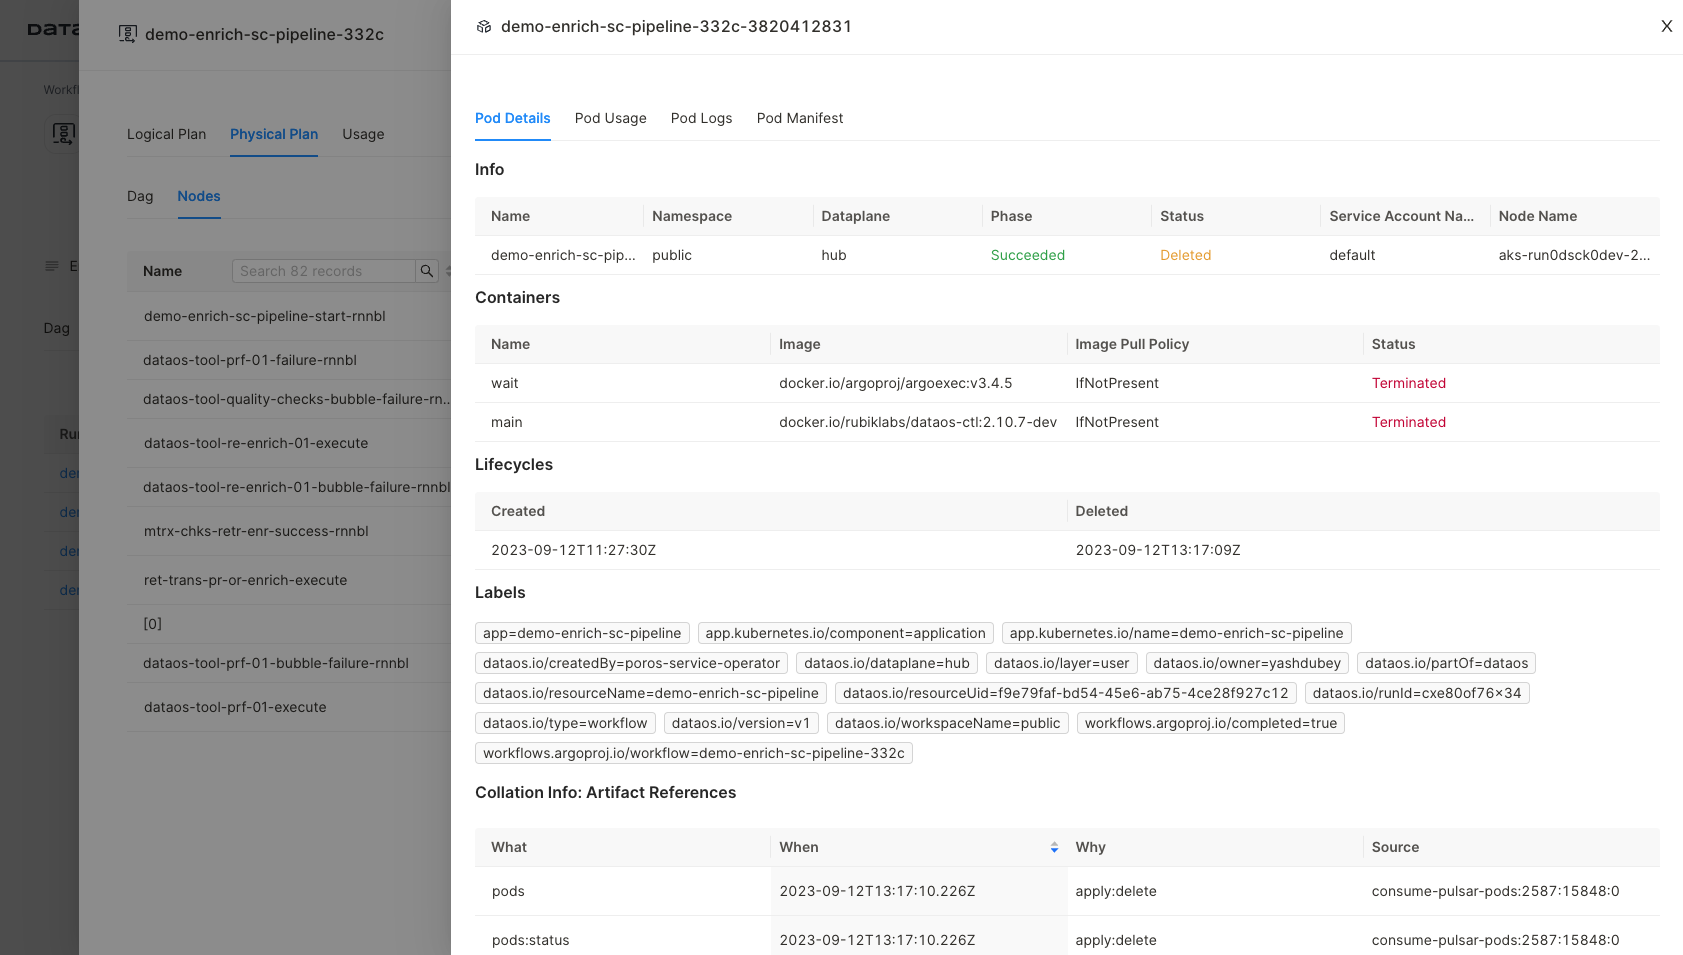 demo-enrich-sc-pipeline-332c-3820412831
X
DATA
demo-enrich-sc-pipeline-332c
Workfl
Logical Plan
Physical Plan
Usage
Dag
Nodes
Name
Search 82 records
demo-enrich-sc-pipeline-start-rnnbl
dataos-tool-prf-01-failure-rnnbl
dataos-tool-quality-checks-bubble-failure-rn...
dataos-tool-re-enrich-01-execute
dataos-tool-re-enrich-01-bubble-failure-rnnbl
mtrx-chks-retr-enr-success-rnnbl
ret-trans-pr-or-enrich-execute
[0]
dataos-tool-prf-01-bubble-failure-rnnbl
dataos-tool-prf-01-execute
E
Dag
Ru
de
de
de
de
Pod Details
Pod Usage
Pod Logs
Pod Manifest
Info
Name Namespace Dataplane Phase Status Service Account Na... Node Name
demo-enrich-sc-pip... public hub Succeeded Deleted default aks-run0dsck0dev-2...
Containers
Name Image Image Pull Policy Status
wait docker.io/argoproj/argoexec:v3.4.5 IfNotPresent Terminated
main docker.io/rubiklabs/dataos-ctl:2.10.7-dev IfNotPresent Terminated
Lifecycles
Created Deleted
2023-09-12T11:27:30Z 2023-09-12T13:17:09Z
Labels
app=demo-enrich-sc-pipeline app.kubernetes.io/component=application app.kubernetes.io/name=demo-enrich-sc-pipeline
dataos.io/createdBy=poros-service-operator dataos.io/dataplane=hub dataos.io/layer=user dataos.io/owner=yashdubey dataos.io/partOf=dataos
dataos.io/resourceName=demo-enrich-sc-pipeline dataos.io/resourceUid=f9e79faf-bd54-45e6-ab75-4ce28f927c12 dataos.io/runId=cxe80of76x34
dataos.io/type=workflow dataos.io/version=v1 dataos.io/workspaceName=public workflows.argoproj.io/completed=true
workflows.argoproj.io/workflow=demo-enrich-sc-pipeline-332c
Collation Info: Artifact References
What When Why Source
pods 2023-09-12T13:17:10.226Z apply:delete consume-pulsar-pods:2587:15848:0
pods:status 2023-09-12T13:17:10.226Z apply:delete consume-pulsar-pods:2587:15848:0